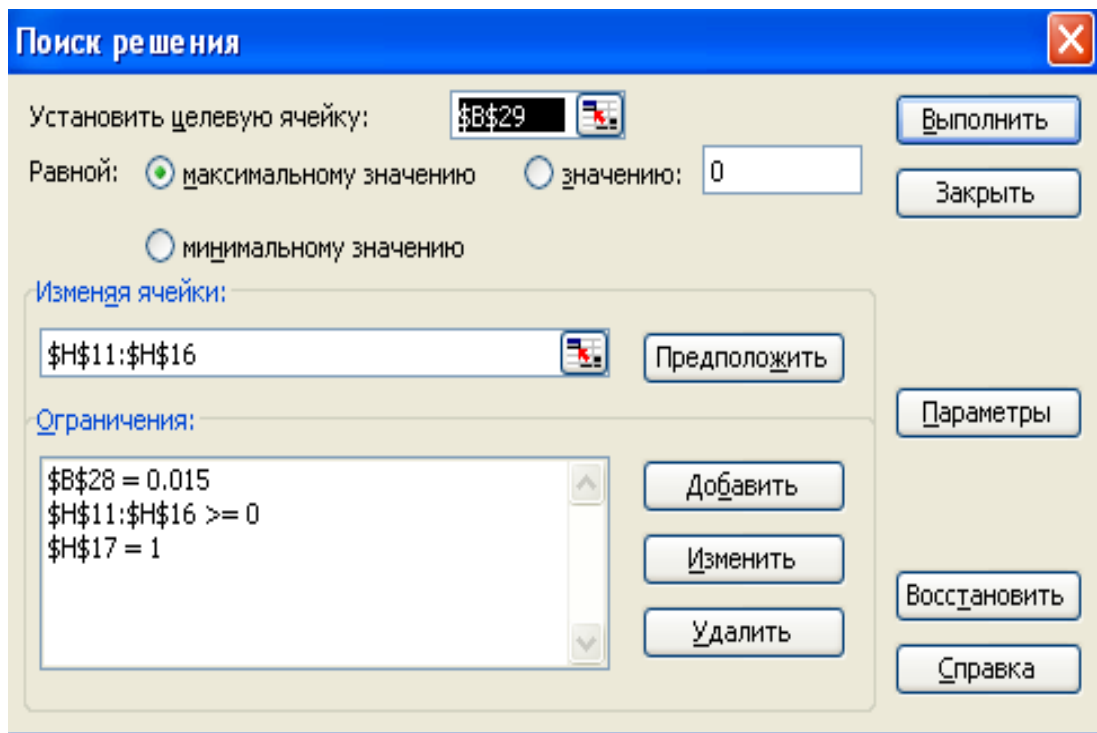 Поиск решения
Установить целевую ячейку: $B$29
Выполнить
Равной: максимальному значению значению: 0
Закрыть
минимальному значению
Изменяя ячейки:
$H$11:$H$16
Предположить
Параметры
Ограничения:
$B$28 = 0.015
$H$11:$H$16 >= 0
$H$17 = 1
Добавить
Изменить
Удалить
Восстановить
Справка